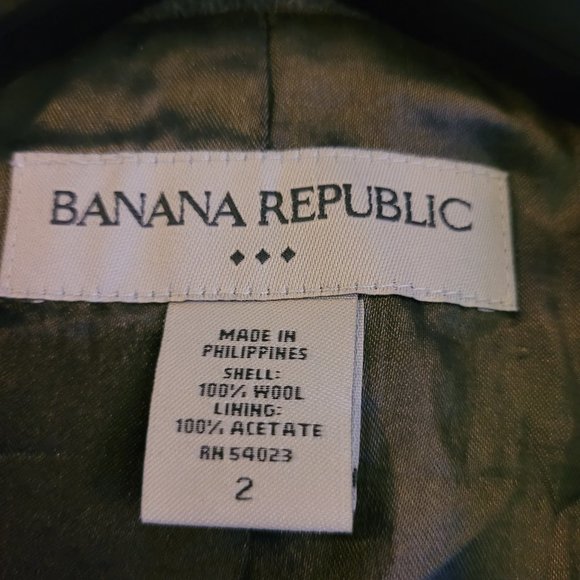 BANANA REPUBLIC
◆◆◆
MADE IN
PHILIPPINES
SHELL:
100% WOOL
LINING:
100% ACETATE
RN 54023
2